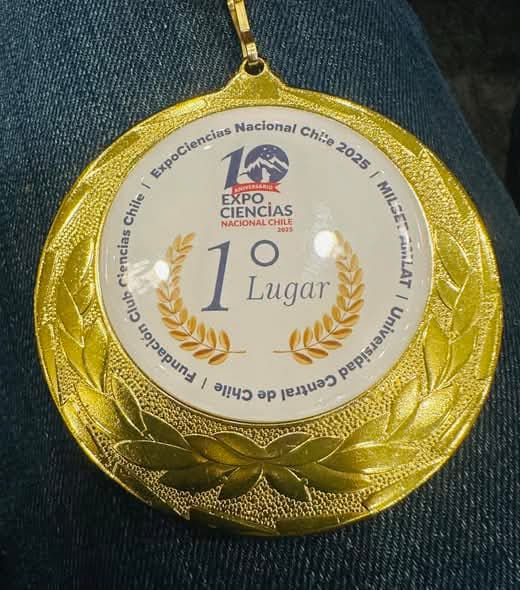 ExpoCiencias Nacional Chile 2025 | MILSET AMLAT | Universidad Central de Chile | Fundación Club Ciencias Chile |
10
ANIVERSARIO
EXPO
CIENCIAS
NACIONAL CHILE
2025
1° Lugar